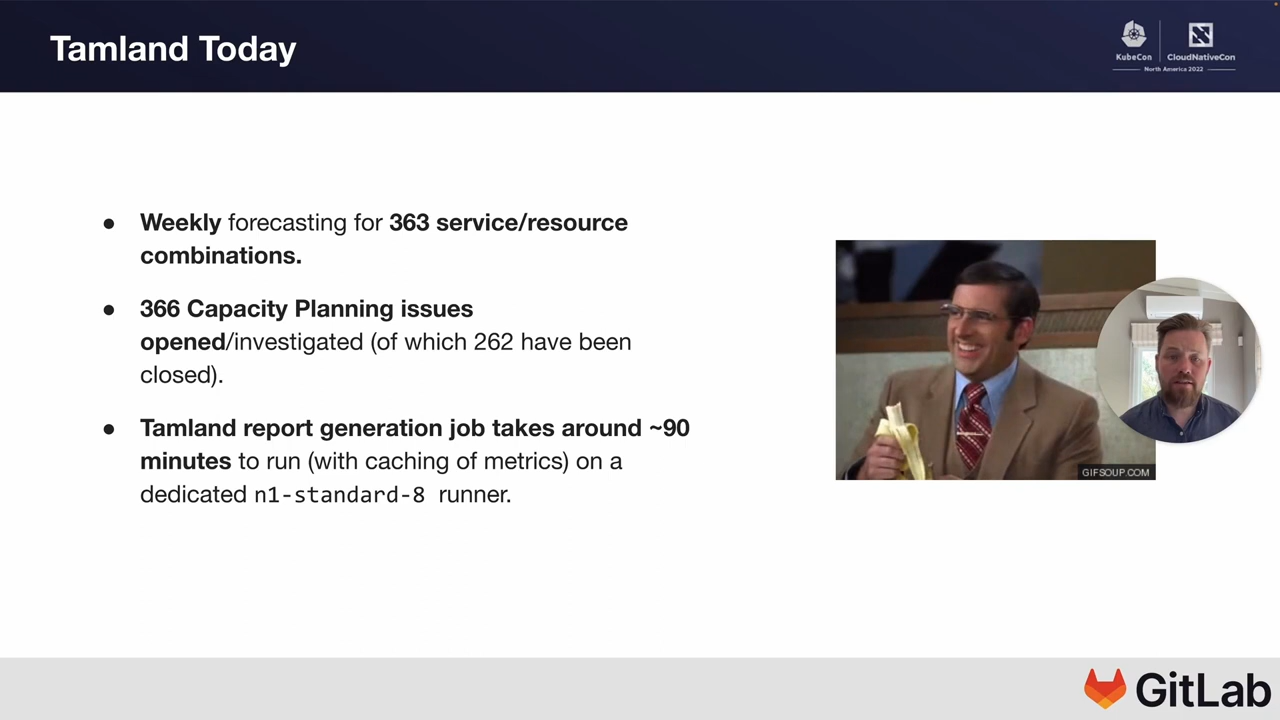 Tamland Today
KubeCon
CloudNativeCon
North America 2022
● Weekly forecasting for 363 service/resource
combinations.
● 366 Capacity Planning issues
opened/investigated (of which 262 have been
closed).
● Tamland report generation job takes around ~90
minutes to run (with caching of metrics) on a
dedicated n1-standard-8 runner.
GIFSOUP.COM
GitLab